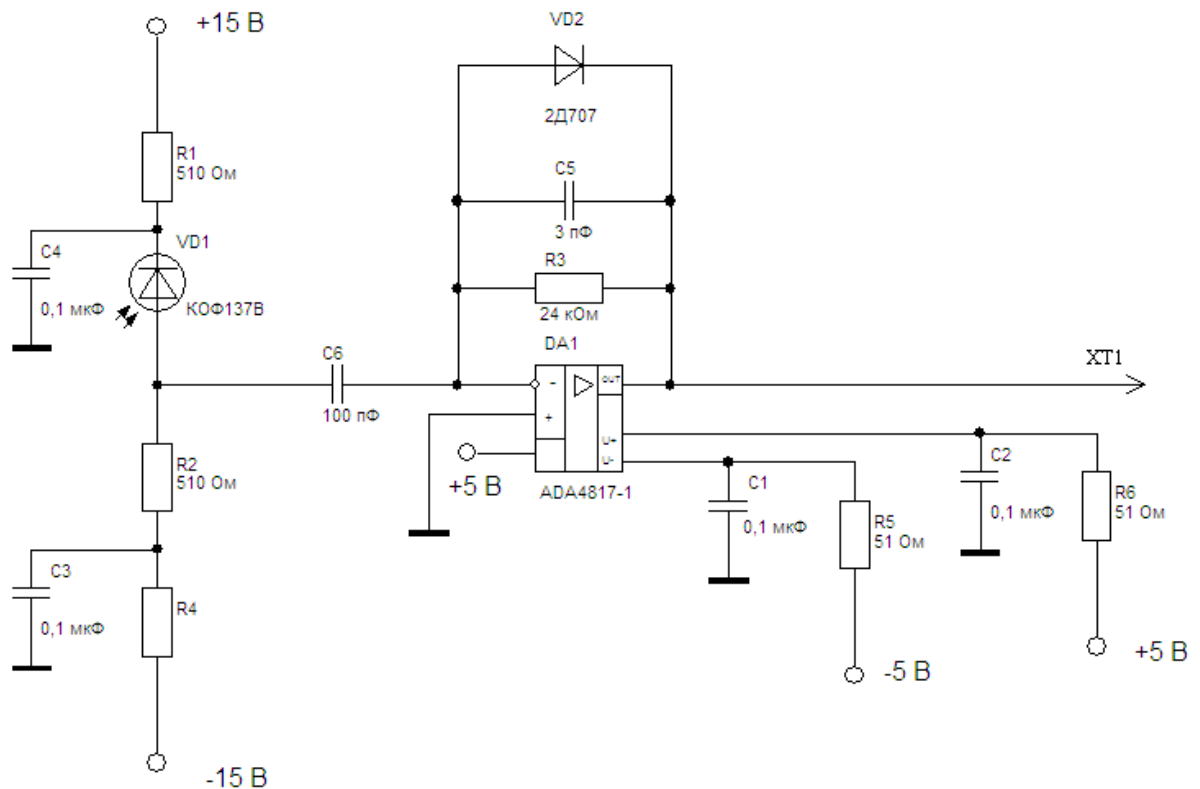 +15 В
R1
510 Ом
C4
0,1 мкФ
VD1
КОФ137В
C6
100 пФ
R2
510 Ом
C3
0,1 мкФ
R4
-15 В
VD2
2Д707
C5
3 пФ
R3
24 кОм
DA1
-
+
OUT
U+
U-
+5 В
ADA4817-1
XT1
C1
0,1 мкФ
R5
51 Ом
-5 В
C2
0,1 мкФ
R6
51 Ом
+5 В